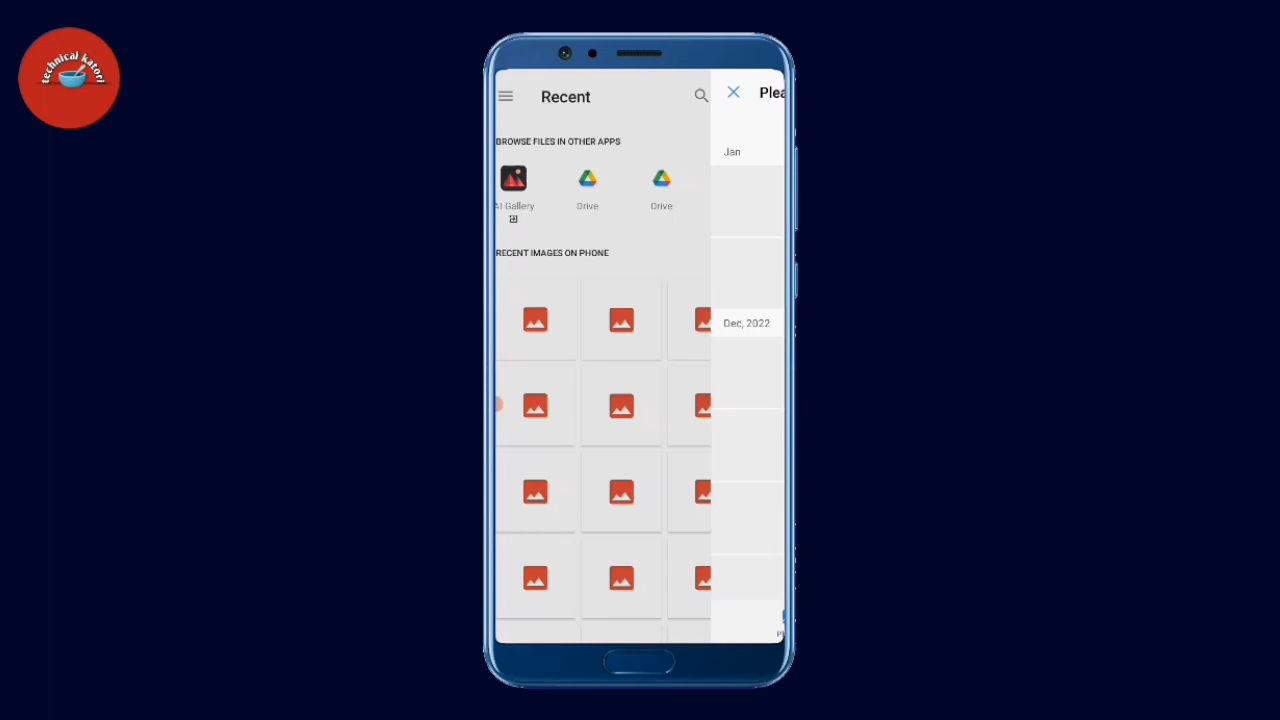 technical katori
Recent
Plea
BROWSE FILES IN OTHER APPS
Jan
AI Gallery
Drive
Drive
RECENT IMAGES ON PHONE
Dec, 2022